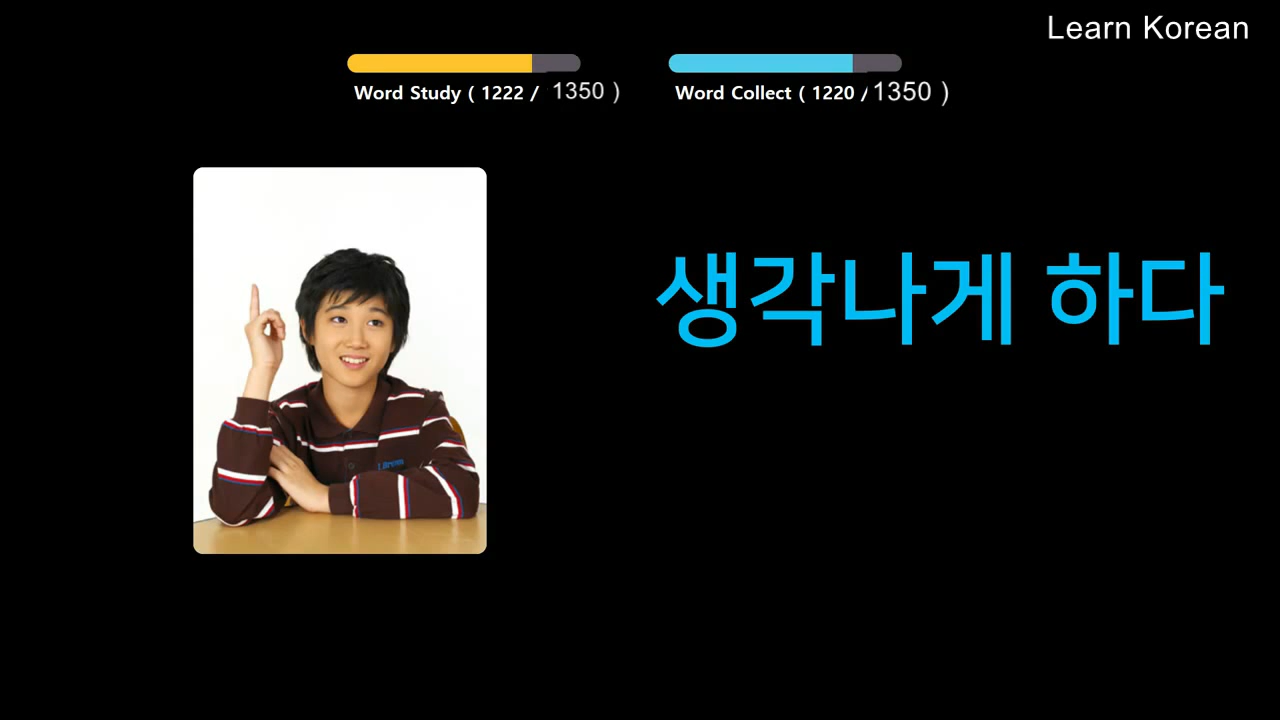 Learn Korean
Word Study ( 1222 / 1350 )
Word Collect ( 1220 / 1350 )
생각나게 하다